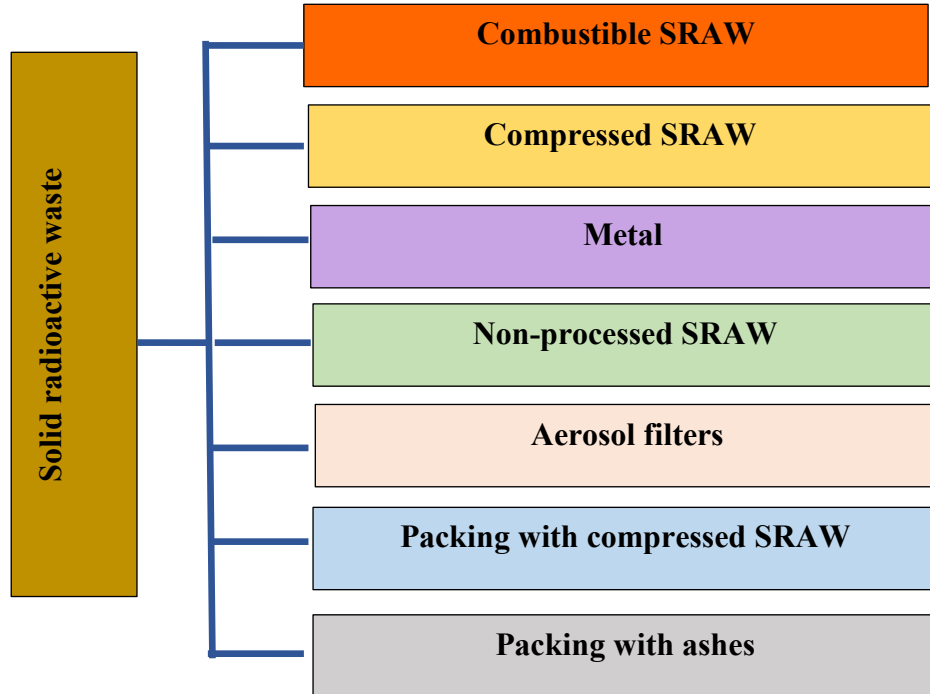 Solid radioactive waste
Combustible SRAW
Compressed SRAW
Metal
Non-processed SRAW
Aerosol filters
Packing with compressed SRAW
Packing with ashes